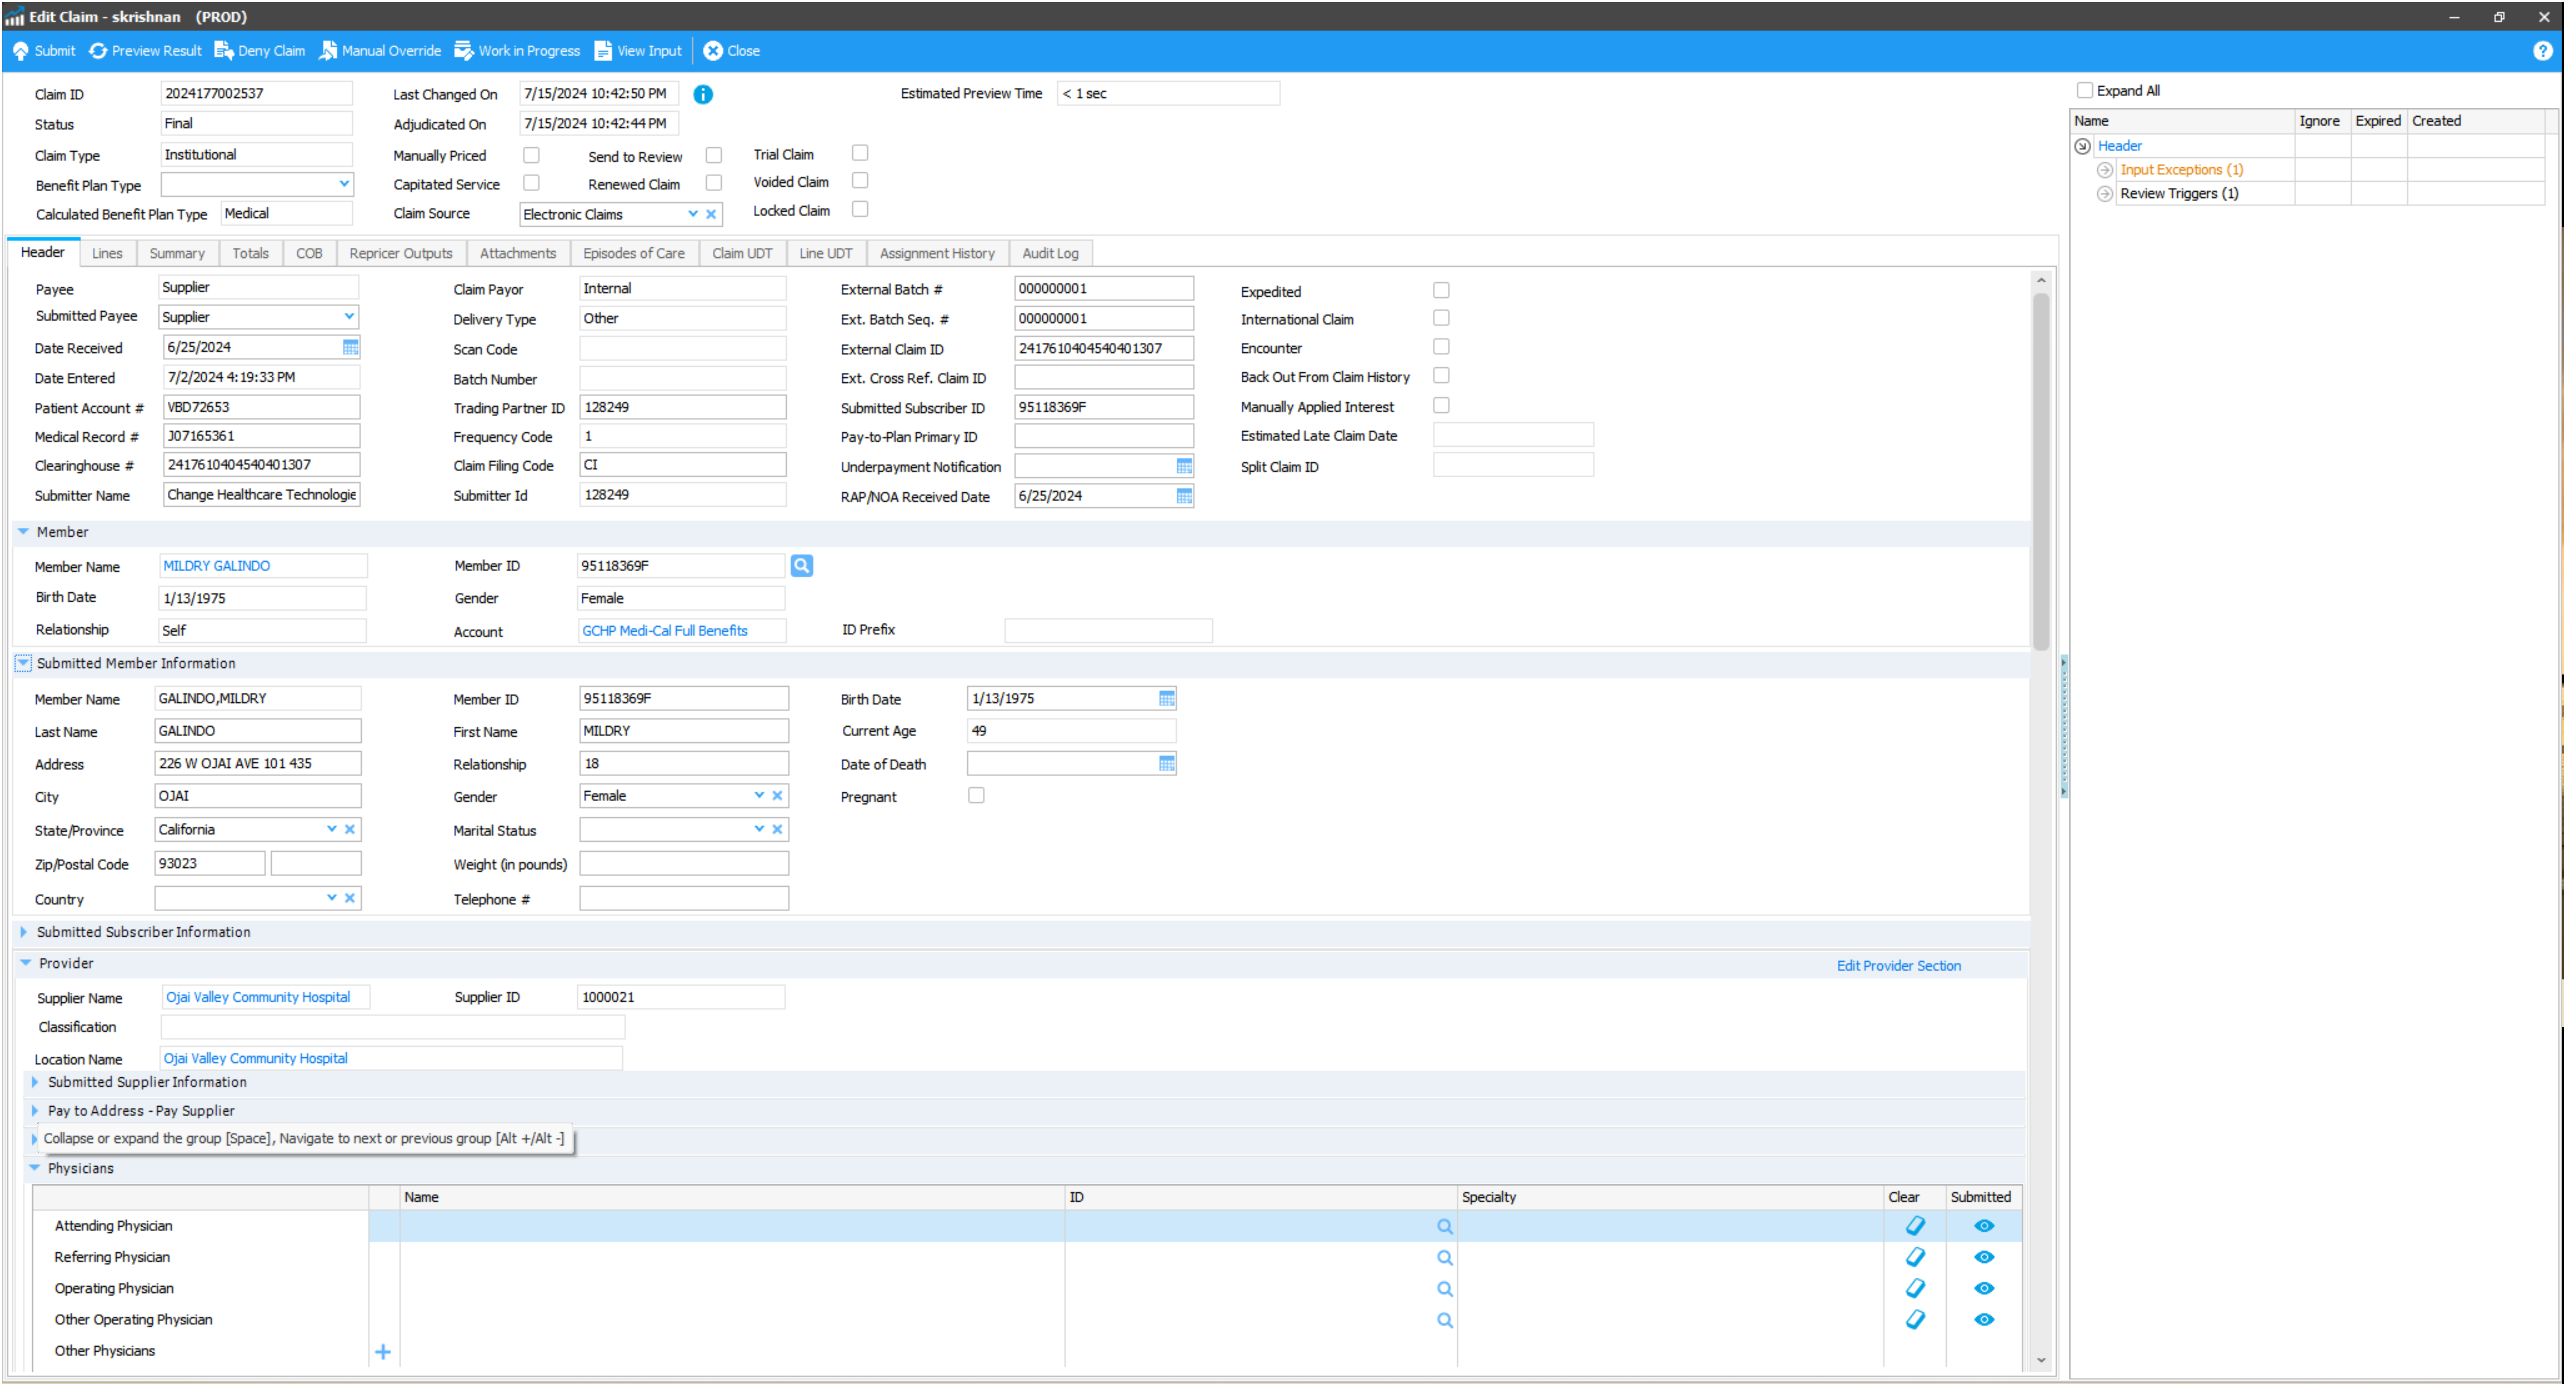 Edit Claim - skrishnan (PROD)
Submit Preview Result Deny Claim Manual Override Work in Progress View Input Close
Claim ID 2024177002537 Last Changed On 7/15/2024 10:42:50 PM Estimated Preview Time < 1 sec
Status Final Adjudicated On 7/15/2024 10:42:44 PM
Claim Type Institutional Manually Priced Send to Review Trial Claim
Benefit Plan Type Capitated Service Renewed Claim Voided Claim
Calculated Benefit Plan Type Medical Claim Source Electronic Claims Locked Claim
Expand All
Name Ignore Expired Created
Header
Input Exceptions (1)
Review Triggers (1)
Header Lines Summary Totals COB Repricer Outputs Attachments Episodes of Care Claim UDT Line UDT Assignment History Audit Log
Payee Supplier Claim Payor Internal External Batch # 000000001 Expedited
Submitted Payee Supplier Delivery Type Other Ext. Batch Seq. # 000000001 International Claim
Date Received 6/25/2024 Scan Code External Claim ID 2417610404540401307 Encounter
Date Entered 7/2/2024 4:19:33 PM Batch Number Ext. Cross Ref. Claim ID Back Out From Claim History
Patient Account # VBD72653 Trading Partner ID 128249 Submitted Subscriber ID 95118369F Manually Applied Interest
Medical Record # J07165361 Frequency Code 1 Pay-to-Plan Primary ID Estimated Late Claim Date
Clearinghouse # 2417610404540401307 Claim Filing Code CI Underpayment Notification Split Claim ID
Submitter Name Change Healthcare Technologie Submitter Id 128249 RAP/NOA Received Date 6/25/2024
Member
Member Name MILDRY GALINDO Member ID 95118369F
Birth Date 1/13/1975 Gender Female
Relationship Self Account GCHP Medi-Cal Full Benefits ID Prefix
Submitted Member Information
Member Name GALINDO,MILDRY Member ID 95118369F Birth Date 1/13/1975
Last Name GALINDO First Name MILDRY Current Age 49
Address 226 W OJAI AVE 101 435 Relationship 18 Date of Death
City OJAI Gender Female Pregnant
State/Province California Marital Status
Zip/Postal Code 93023 Weight (in pounds)
Country Telephone #
Submitted Subscriber Information
Provider Edit Provider Section
Supplier Name Ojai Valley Community Hospital Supplier ID 1000021
Classification
Location Name Ojai Valley Community Hospital
Submitted Supplier Information
Pay to Address - Pay Supplier
Collapse or expand the group [Space], Navigate to next or previous group [Alt +/Alt -]
Physicians
Name ID Specialty Clear Submitted
Attending Physician
Referring Physician
Operating Physician
Other Operating Physician
Other Physicians